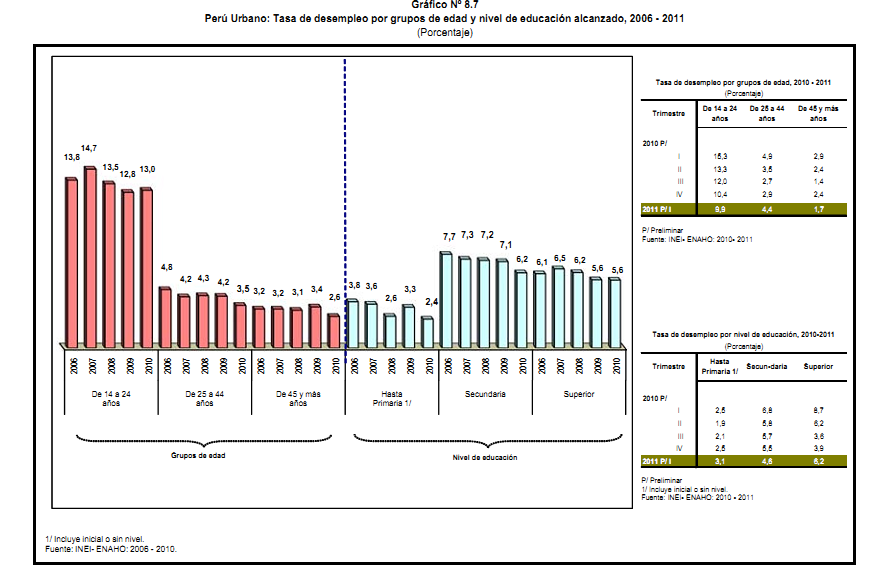 Gráfico Nº 8.7
Perú Urbano: Tasa de desempleo por grupos de edad y nivel de educación alcanzado, 2006 - 2011
(Porcentaje)
13,8 14,7 13,5 12,8 13,0
4,8 4,2 4,3 4,2 3,5
3,2 3,2 3,1 3,4 2,6
3,8 3,6 2,6 3,3 2,4
7,7 7,3 7,2 7,1 6,2
6,1 6,5 6,2 5,6 5,6
2006 2007 2008 2009 2010 2006 2007 2008 2009 2010 2006 2007 2008 2009 2010 2006 2007 2008 2009 2010 2006 2007 2008 2009 2010 2006 2007 2008 2009 2010
De 14 a 24 años
De 25 a 44 años
De 45 y más años
Hasta Primaria 1/
Secundaria
Superior
Grupos de edad
Nivel de educación
1/ Incluye inicial o sin nivel.
Fuente: INEI- ENAHO: 2006 - 2010.
Tasa de desempleo por grupos de edad, 2010 - 2011
(Porcentaje)
Trimestre De 14 a 24 años De 25 a 44 años De 45 y más años
2010 P/
I 15,3 4,9 2,9
II 13,3 3,5 2,4
III 12,0 2,7 1,4
IV 10,4 2,9 2,4
2011 P/ I 9,9 4,4 1,7
P/ Preliminar
Fuente: INEI- ENAHO: 2010- 2011
Tasa de desempleo por nivel de educación, 2010-2011
(Porcentaje)
Trimestre Hasta Primaria 1/ Secun-daria Superior
2010 P/
I 2,5 6,8 8,7
II 1,9 5,8 6,2
III 2,1 5,7 3,6
IV 2,5 5,5 3,9
2011 P/ I 3,1 4,6 6,2
P/ Preliminar
1/ Incluye inicial o sin nivel.
Fuente: INEI- ENAHO: 2010 - 2011